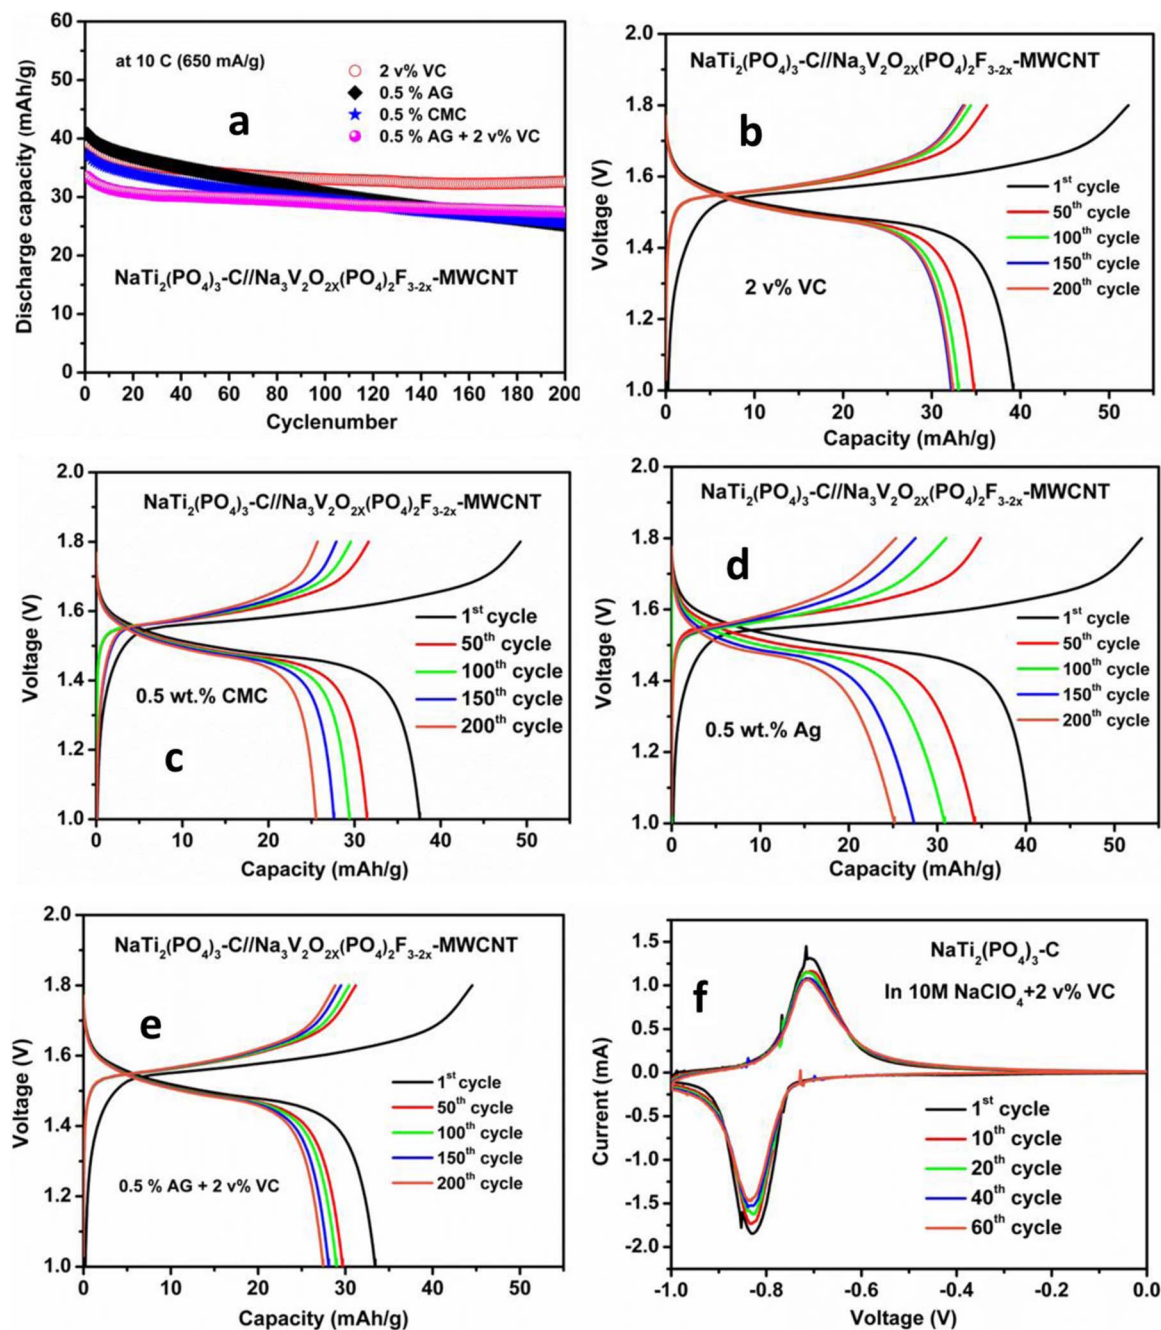 60
50
40
30
20
10
0
Discharge capacity (mAh/g)
at 10 C (650 mA/g)
2 v% VC
0.5 % AG
0.5 % CMC
0.5 % AG + 2 v% VC
a
NaTi₂(PO₄)₃-C//Na₃V₂O₂ₓ(PO₄)₂F₃₋₂ₓ-MWCNT
0 20 40 60 80 100 120 140 160 180 200
Cyclenumber
2.0
1.8
1.6
1.4
1.2
1.0
Voltage (V)
NaTi₂(PO₄)₃-C//Na₃V₂O₂ₓ(PO₄)₂F₃₋₂ₓ-MWCNT
b
1st cycle
50th cycle
100th cycle
150th cycle
200th cycle
2 v% VC
0 10 20 30 40 50
Capacity (mAh/g)
2.0
1.8
1.6
1.4
1.2
1.0
Voltage (V)
NaTi₂(PO₄)₃-C//Na₃V₂O₂ₓ(PO₄)₂F₃₋₂ₓ-MWCNT
1st cycle
50th cycle
100th cycle
150th cycle
200th cycle
0.5 wt.% CMC
c
0 10 20 30 40 50
Capacity (mAh/g)
2.0
1.8
1.6
1.4
1.2
1.0
Voltage (V)
NaTi₂(PO₄)₃-C//Na₃V₂O₂ₓ(PO₄)₂F₃₋₂ₓ-MWCNT
d
1st cycle
50th cycle
100th cycle
150th cycle
200th cycle
0.5 wt.% Ag
0 10 20 30 40 50
Capacity (mAh/g)
2.0
1.8
1.6
1.4
1.2
1.0
Voltage (V)
NaTi₂(PO₄)₃-C//Na₃V₂O₂ₓ(PO₄)₂F₃₋₂ₓ-MWCNT
e
1st cycle
50th cycle
100th cycle
150th cycle
200th cycle
0.5 % AG + 2 v% VC
0 10 20 30 40 50
Capacity (mAh/g)
1.5
1.0
0.5
0.0
-0.5
-1.0
-1.5
-2.0
Current (mA)
NaTi₂(PO₄)₃-C
In 10M NaClO₄+2 v% VC
f
1st cycle
10th cycle
20th cycle
40th cycle
60th cycle
-1.0 -0.8 -0.6 -0.4 -0.2 0.0
Voltage (V)